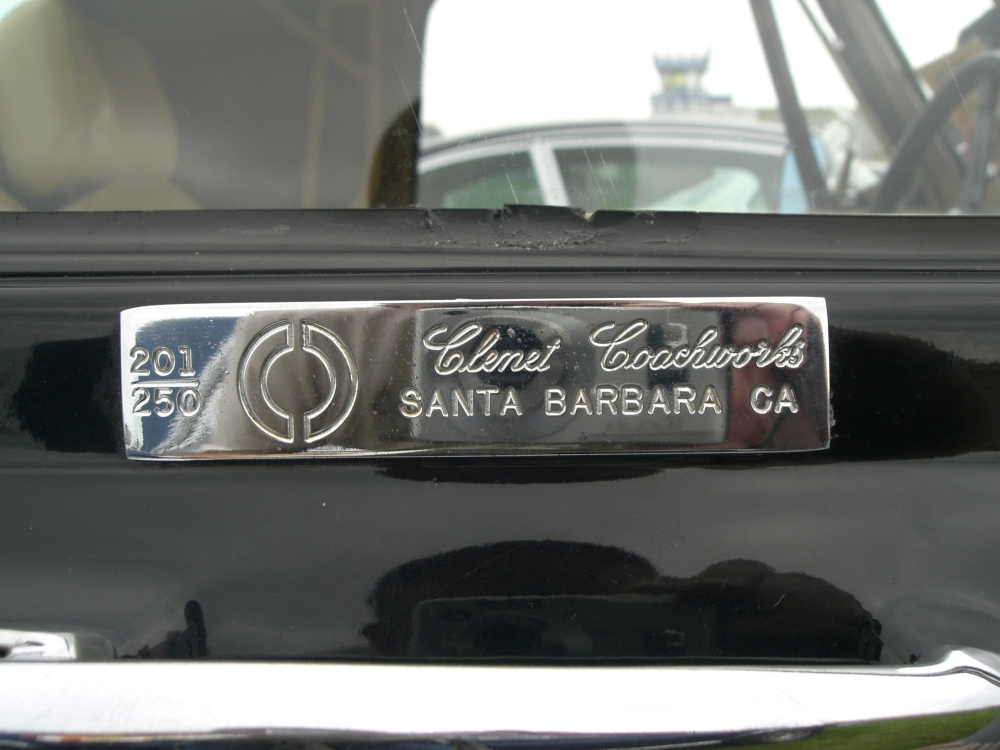 201
250
Clenet Coachworks
SANTA BARBARA CA